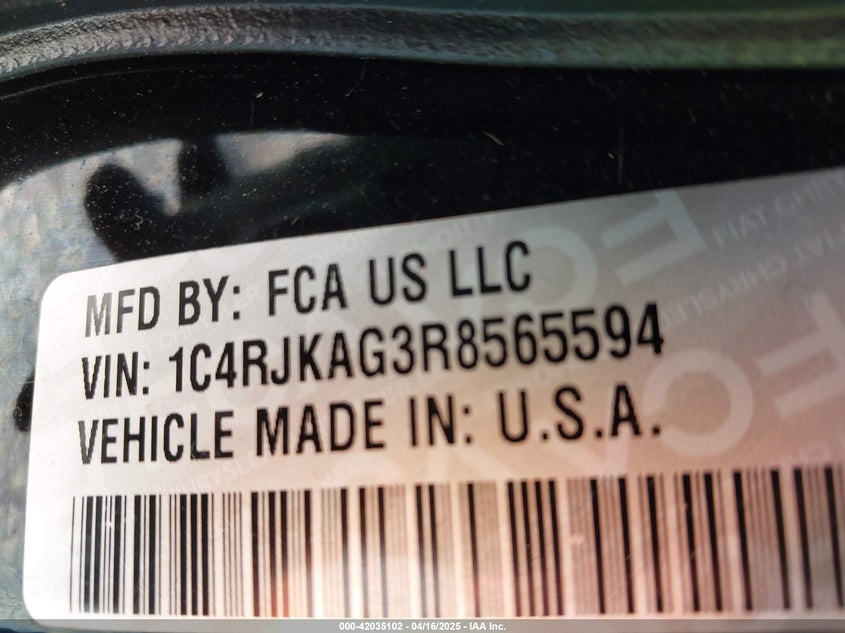 MFD BY: FCA US LLC
VIN: 1C4RJKAG3R8565594
VEHICLE MADE IN: U.S.A.
000-42035102 - 04/16/2025 - IAA Inc.